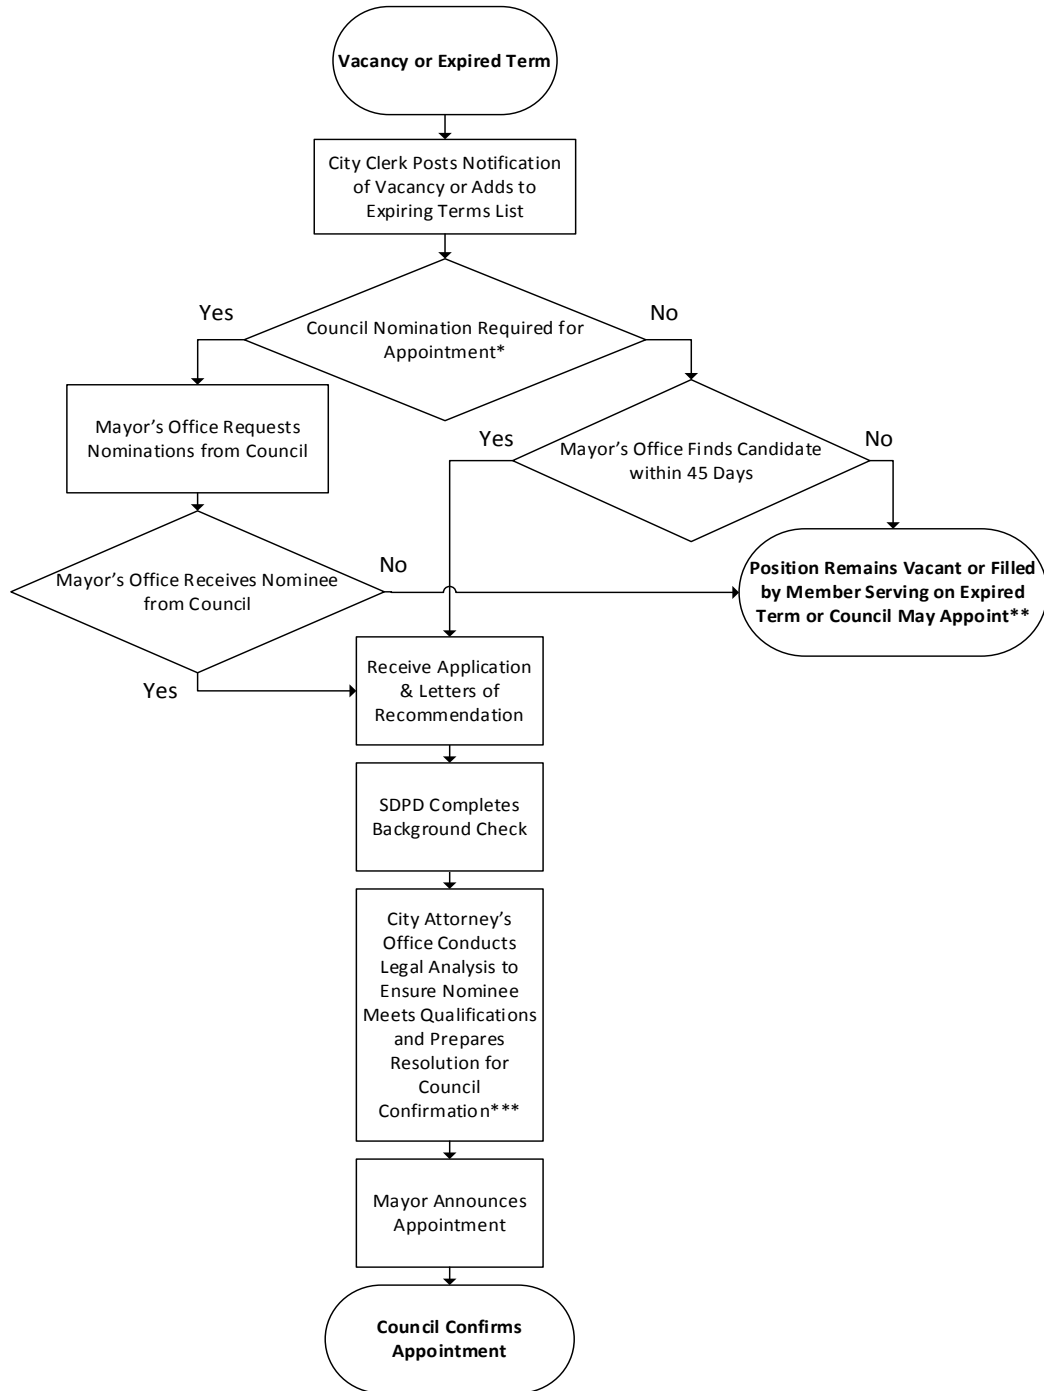 Vacancy or Expired Term
City Clerk Posts Notification
of Vacancy or Adds to
Expiring Terms List
Yes
No
Council Nomination Required for
Appointment*
Mayor's Office Requests
Nominations from Council
Yes
No
Mayor's Office Finds Candidate
within 45 Days
Mayor's Office Receives Nominee
from Council
No
Position Remains Vacant or Filled
by Member Serving on Expired
Term or Council May Appoint**
Yes
Receive Application
& Letters of
Recommendation
SDPD Completes
Background Check
City Attorney's
Office Conducts
Legal Analysis to
Ensure Nominee
Meets Qualifications
and Prepares
Resolution for
Council
Confirmation***
Mayor Announces
Appointment
Council Confirms
Appointment